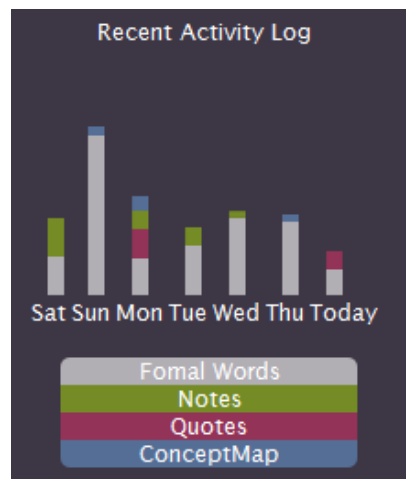 Recent Activity Log
Sat Sun Mon Tue Wed Thu Today
Fomal Words
Notes
Quotes
ConceptMap